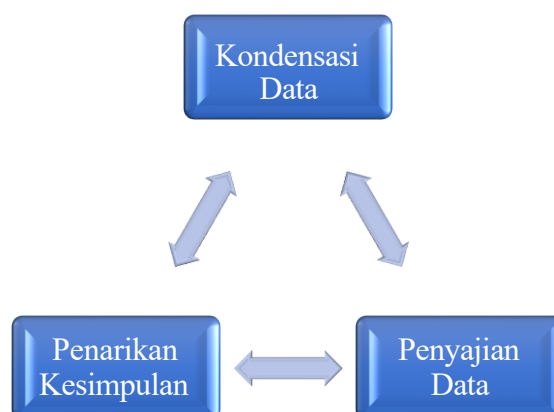 Kondensasi
Data
Penarikan
Kesimpulan
Penyajian
Data